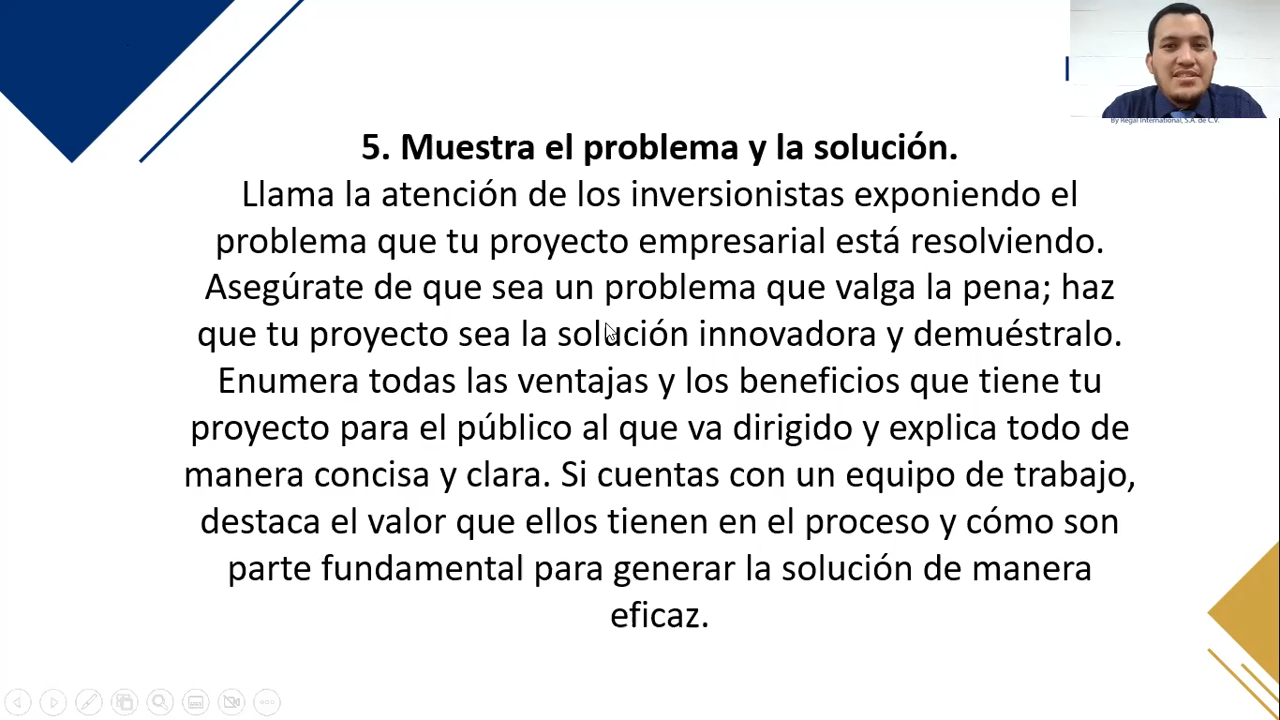 By Regal International, S.A. de C.V.
5. Muestra el problema y la solución.
Llama la atención de los inversionistas exponiendo el
problema que tu proyecto empresarial está resolviendo.
Asegúrate de que sea un problema que valga la pena; haz
que tu proyecto sea la solución innovadora y demuéstralo.
Enumera todas las ventajas y los beneficios que tiene tu
proyecto para el público al que va dirigido y explica todo de
manera concisa y clara. Si cuentas con un equipo de trabajo,
destaca el valor que ellos tienen en el proceso y cómo son
parte fundamental para generar la solución de manera
eficaz.